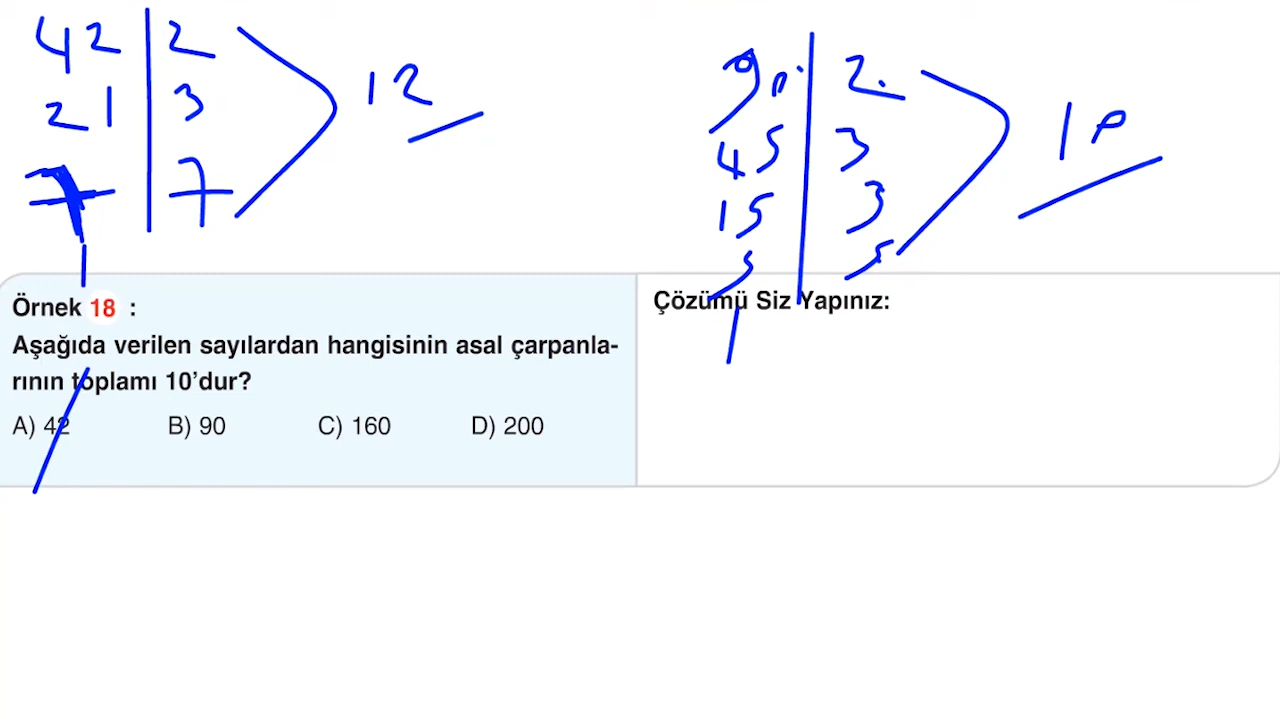 42 | 2
21 | 3
7 | 7
1
12
90 | 2
45 | 3
15 | 3
5 | 5
1
10
Örnek 18 :
Aşağıda verilen sayılardan hangisinin asal çarpanla-
rının toplamı 10'dur?
A) 42 B) 90 C) 160 D) 200
Çözümü Siz Yapınız: